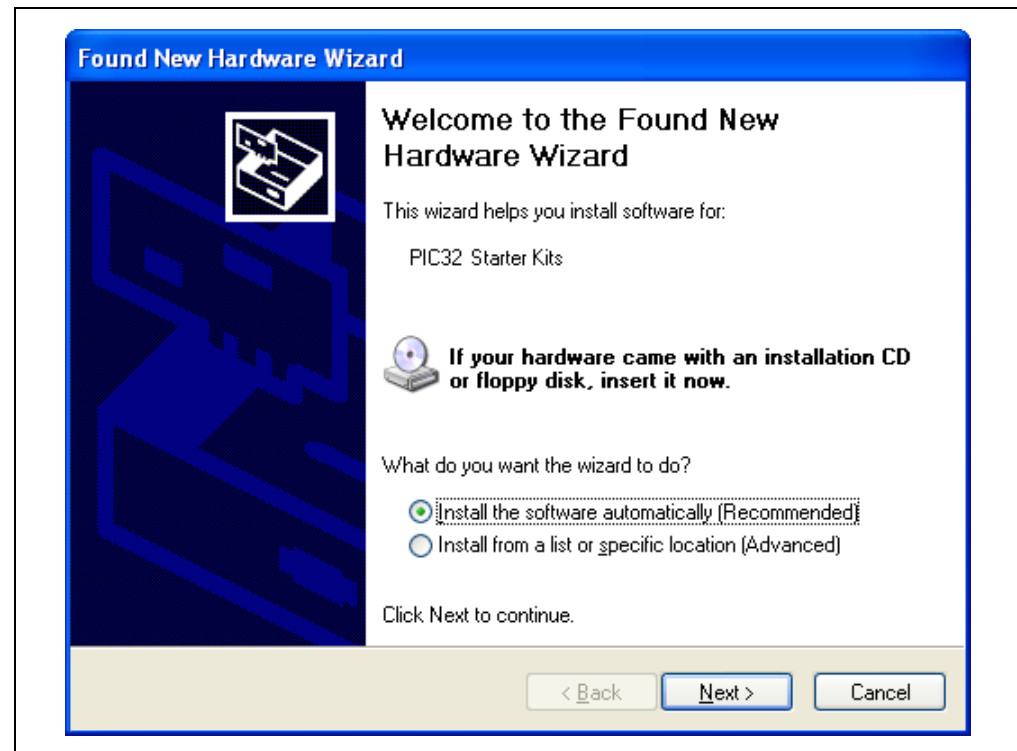 Found New Hardware Wizard
Welcome to the Found New
Hardware Wizard
This wizard helps you install software for:
PIC32 Starter Kits
If your hardware came with an installation CD
or floppy disk, insert it now.
What do you want the wizard to do?
Install the software automatically (Recommended)
Install from a list or specific location (Advanced)
Click Next to continue.
< Back Next > Cancel